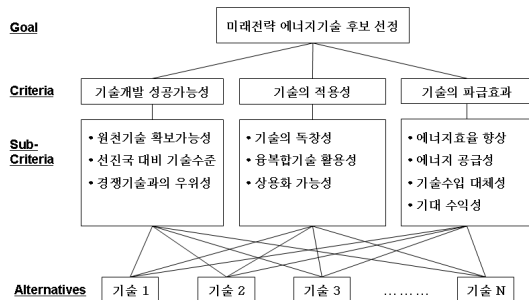 Goal
미래전략 에너지기술 후보 선정
Criteria
기술개발 성공가능성
기술의 적용성
기술의 파급효과
Sub-
Criteria
• 원천기술 확보가능성
• 선진국 대비 기술수준
• 경쟁기술과의 우위성
• 기술의 독창성
• 융복합기술 활용성
• 상용화 가능성
• 에너지효율 향상
• 에너지 공급성
• 기술수입 대체성
• 기대 수익성
Alternatives
기술 1
기술 2
기술 3
………
기술 N